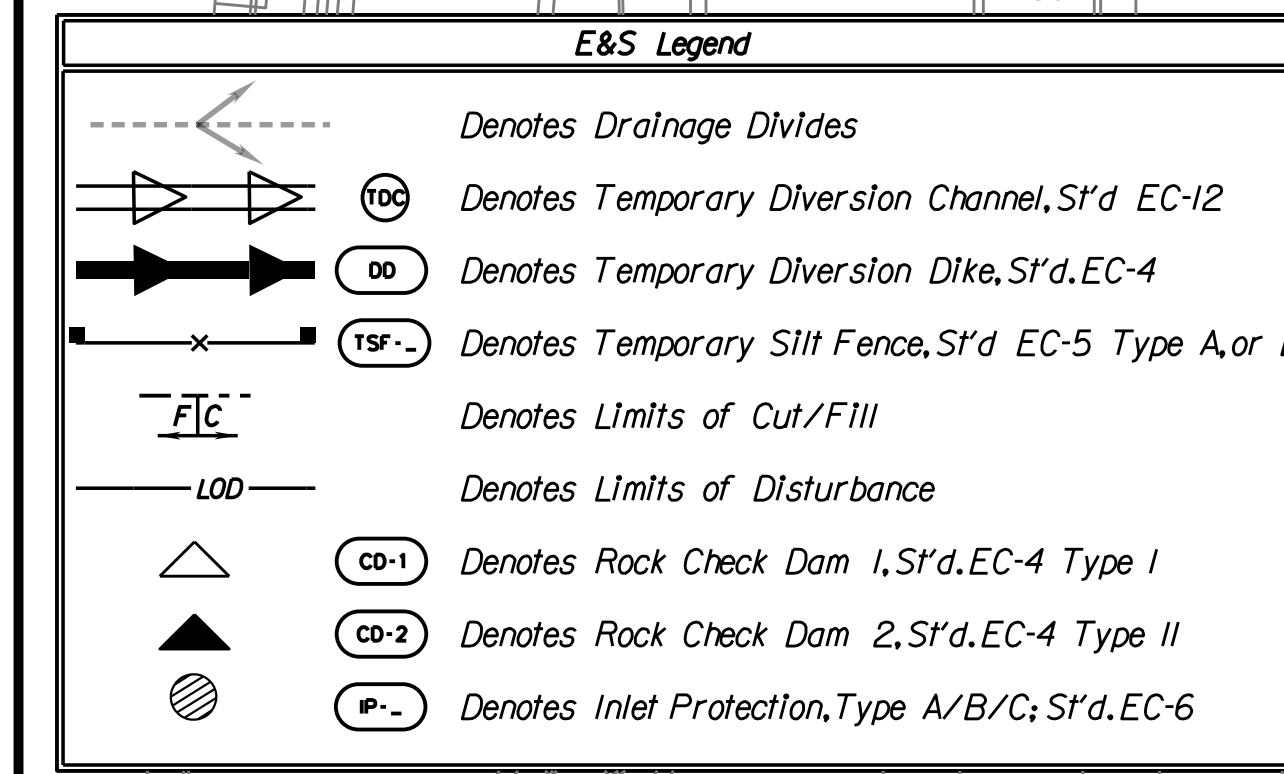 E&S Legend
Denotes Drainage Divides
TDC Denotes Temporary Diversion Channel, St'd EC-12
DD Denotes Temporary Diversion Dike, St'd. EC-4
TSF-_ Denotes Temporary Silt Fence, St'd EC-5 Type A, or
F C Denotes Limits of Cut/Fill
LOD Denotes Limits of Disturbance
CD-1 Denotes Rock Check Dam 1, St'd. EC-4 Type I
CD-2 Denotes Rock Check Dam 2, St'd. EC-4 Type II
IP-_ Denotes Inlet Protection, Type A/B/C; St'd. EC-6